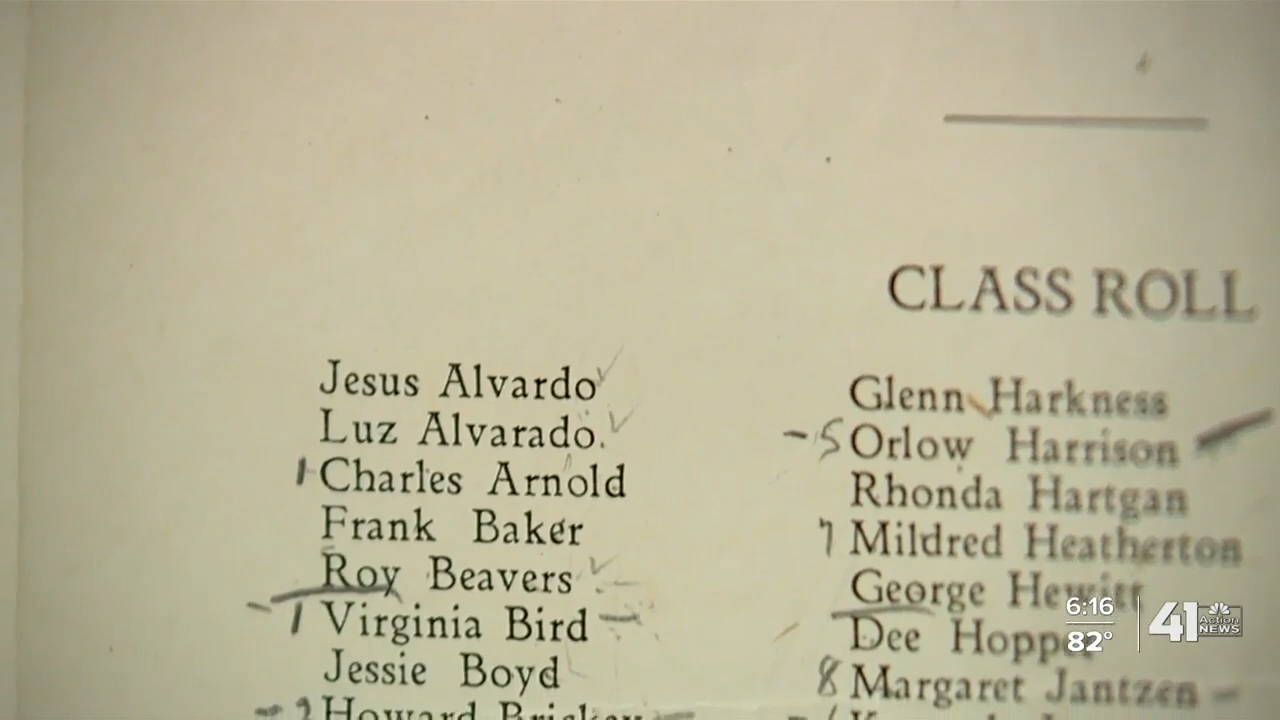 CLASS ROLL
Jesus Alvardo
Luz Alvarado.
1 Charles Arnold
Frank Baker
Roy Beavers
1 Virginia Bird
Jessie Boyd
Howard
Glenn Harkness
5 Orlow Harrison
Rhonda Hartgan
7 Mildred Heatherton
George Hewitt
Dee Hopper
8 Margaret Jantzen
6:16
82°
41 Action
NEWS